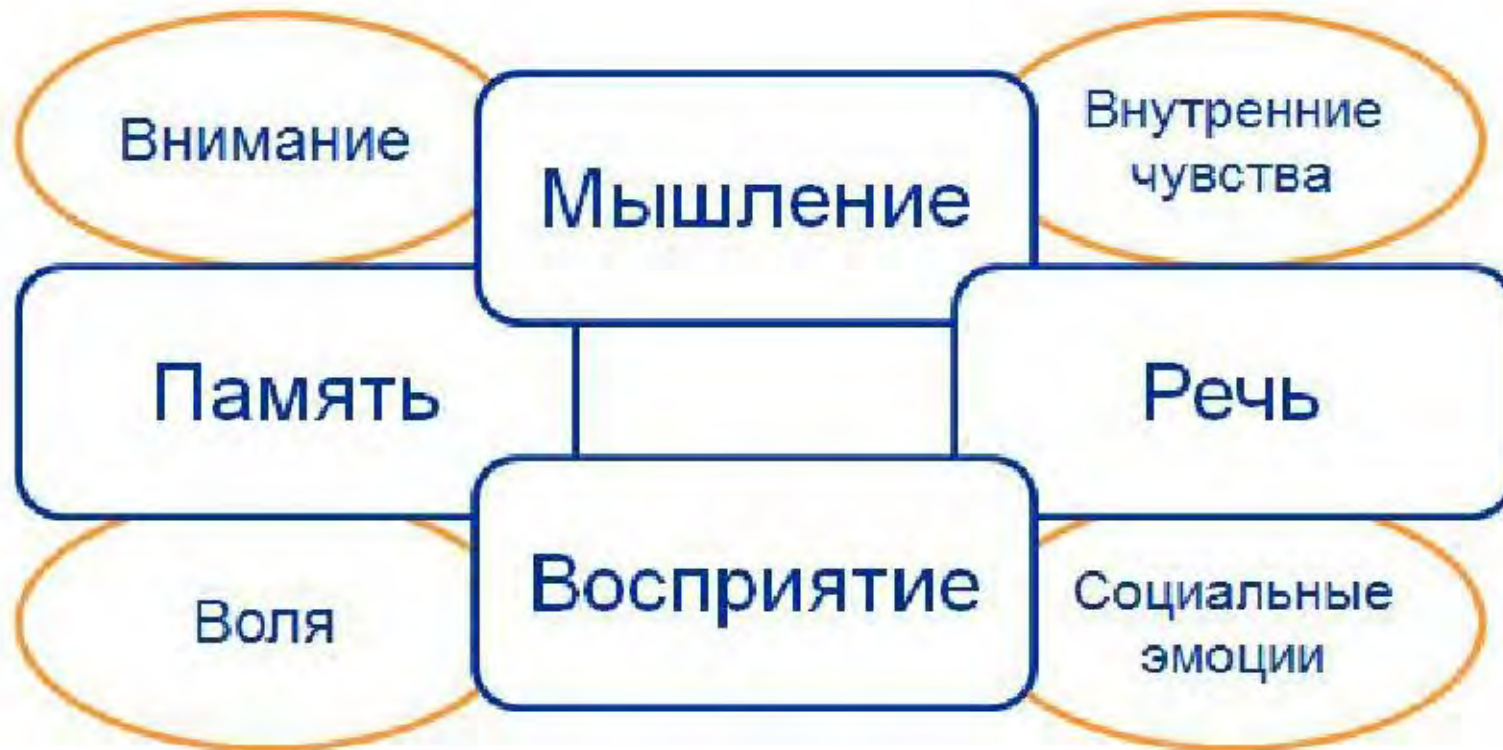 Внимание
Мышление
Внутренние
чувства
Память
Речь
Воля
Восприятие
Социальные
эмоции